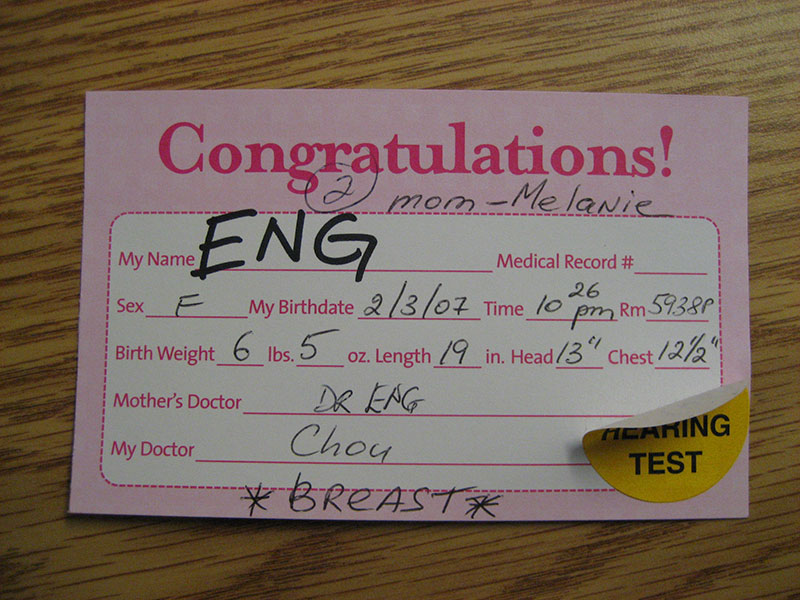 Congratulations!
2 mom - Melanie
My Name ENG Medical Record #
Sex F My Birthdate 2/3/07 Time 10 26 pm Rm 5938P
Birth Weight 6 lbs. 5 oz. Length 19 in. Head 13" Chest 12 1/2"
Mother's Doctor DR ENG
My Doctor Chou
HEARING
TEST
* BREAST *